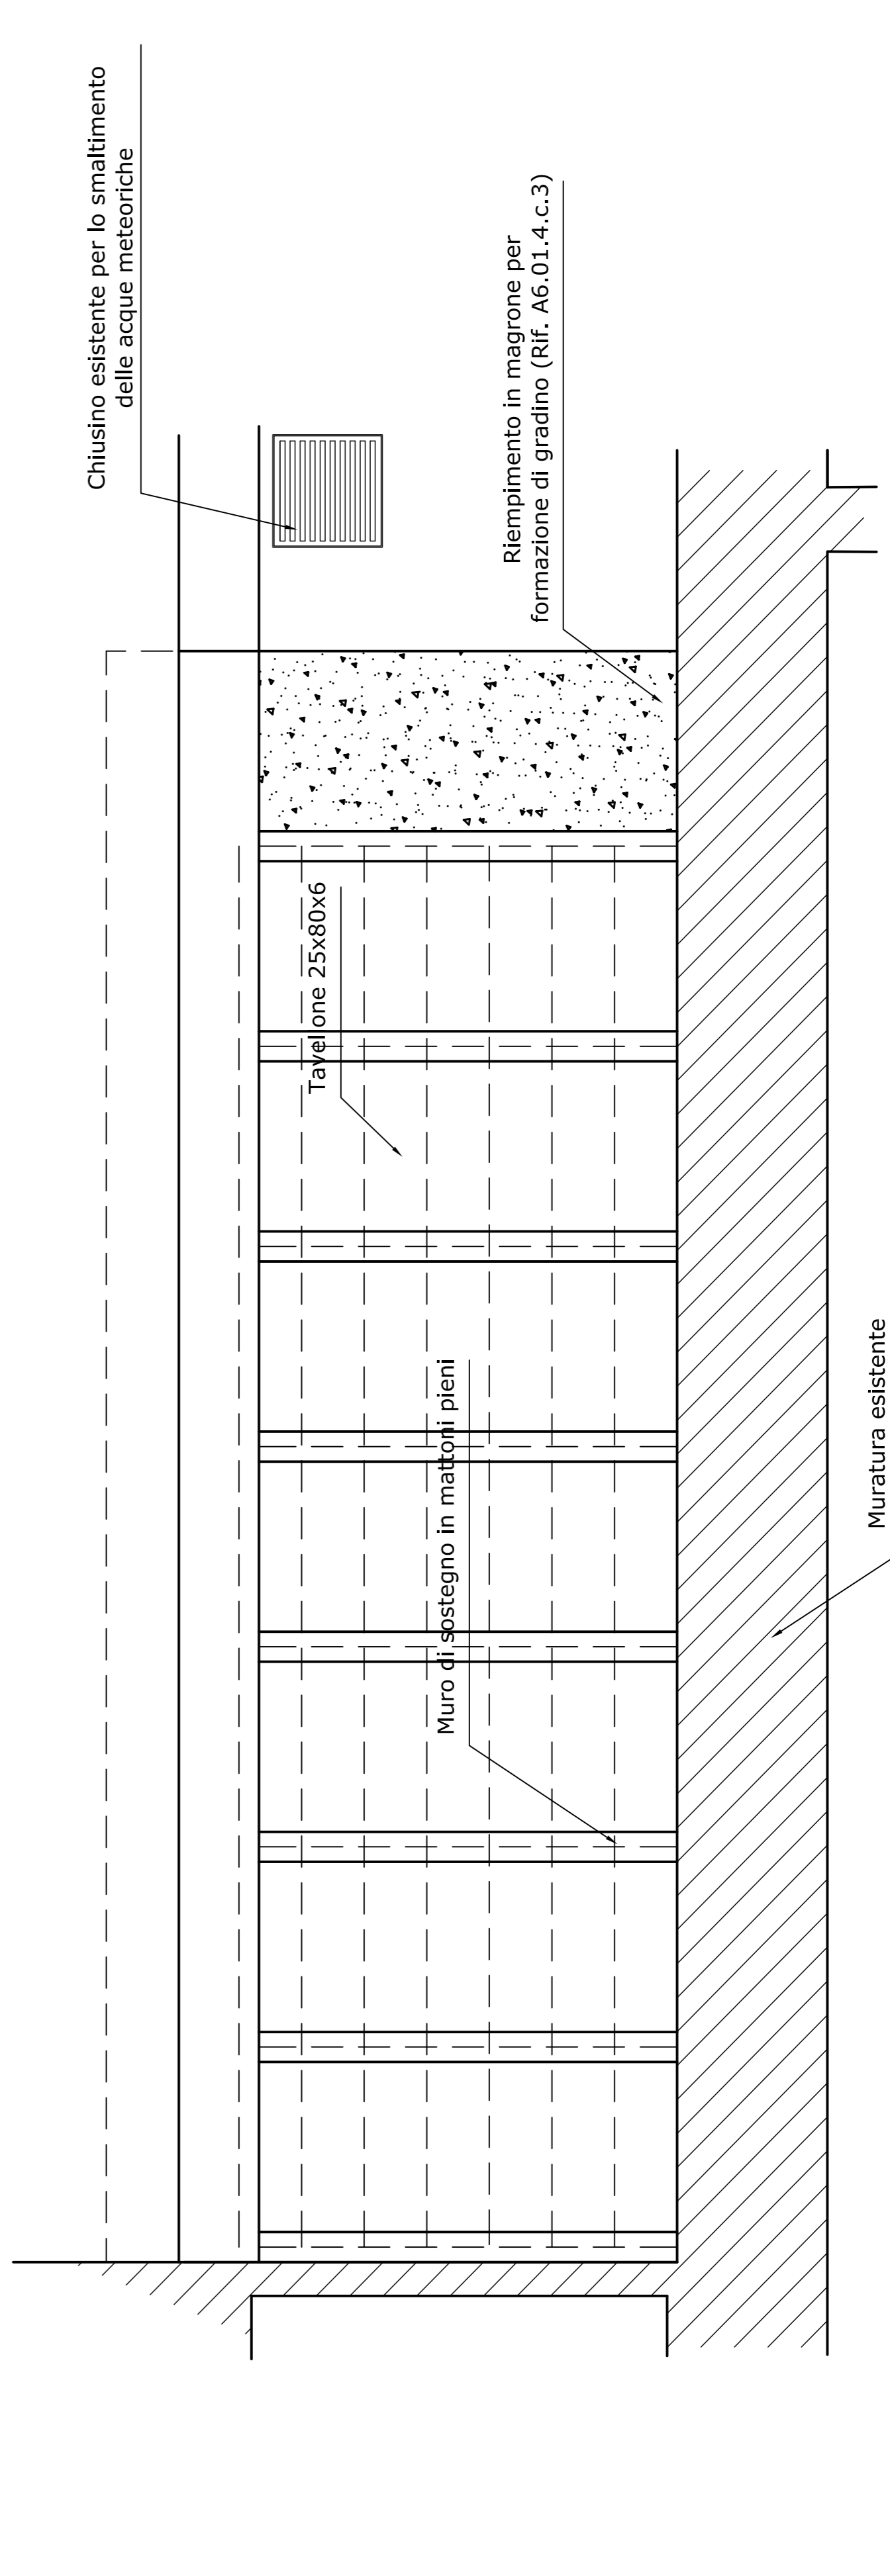 Chiusino esistente per lo smaltimento
delle acque meteoriche
Riempimento in magrone per
formazione di gradino (Rif. A6.01.4.c.3)
Tavellone 25x80x6
Muro di sostegno in mattoni pieni
Muratura esistente